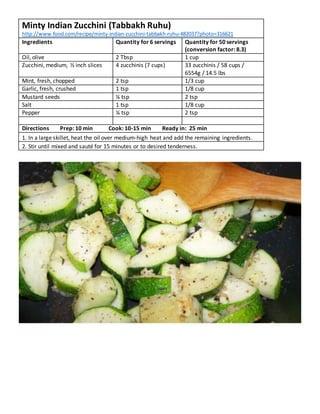 Minty Indian Zucchini (Tabbakh Ruhu)
http://www.food.com/recipe/minty-indian-zucchini-tabbakh-ruhu-482037?photo=316621
Ingredients Quantity for 6 servings Quantity for 50 servings
(conversion factor: 8.3)
Oil, olive 2 Tbsp 1 cup
Zucchini, medium, ½ inch slices 4 zucchinis (7 cups) 33 zucchinis / 58 cups /
6554g / 14.5 lbs
Mint, fresh, chopped 2 tsp 1/3 cup
Garlic, fresh, crushed 1 tsp 1/8 cup
Mustard seeds ¼ tsp 2 tsp
Salt 1 tsp 1/8 cup
Pepper ¼ tsp 2 tsp
Directions Prep: 10 min Cook: 10-15 min Ready in: 25 min
1. In a large skillet, heat the oil over medium-high heat and add the remaining ingredients.
2. Stir until mixed and sauté for 15 minutes or to desired tenderness.